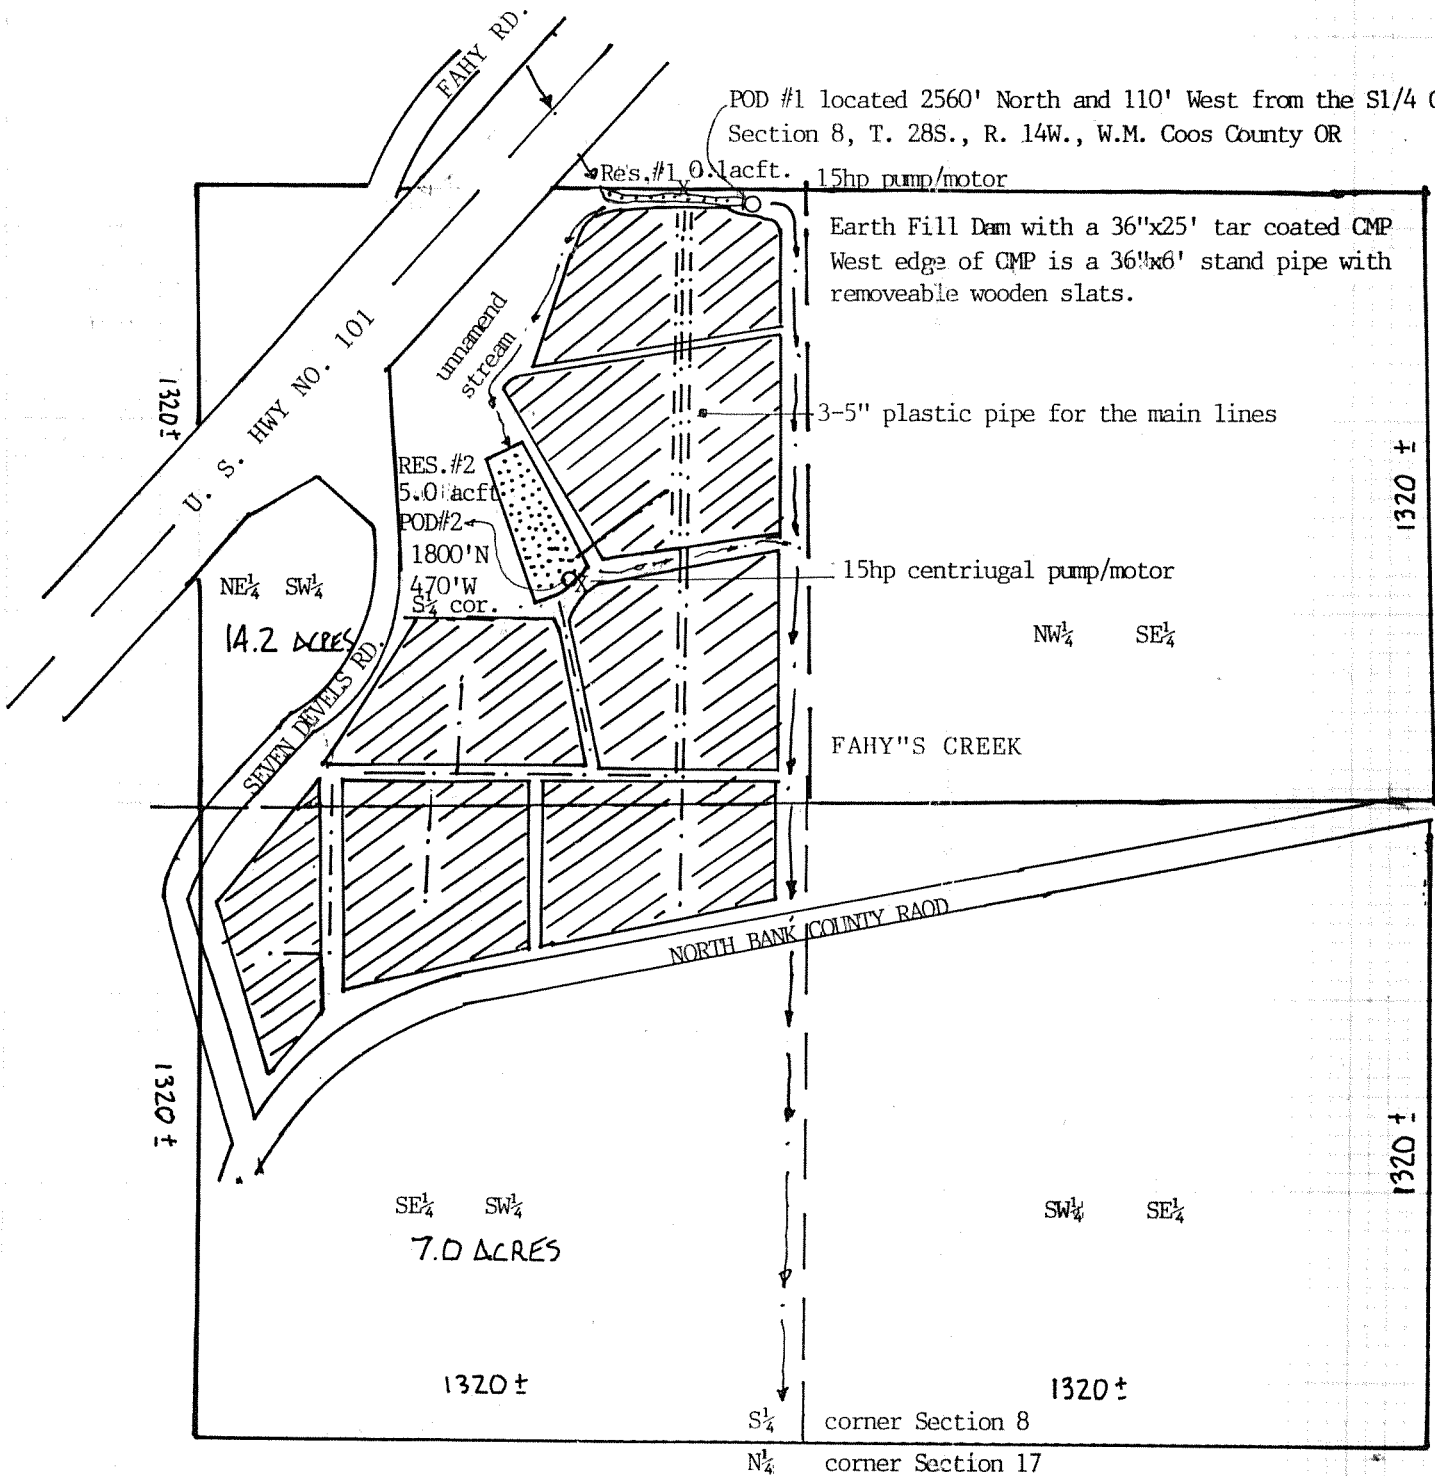 FAHY RD.
POD #1 located 2560' North and 110' West from the S1/4
Section 8, T. 28S., R. 14W., W.M. Coos County OR
Res.#1 0.1acft.
15hp pump/motor
Earth Fill Dam with a 36"x25' tar coated CMP
West edge of CMP is a 36"x6' stand pipe with
removeable wooden slats.
unnamend
stream
U. S. HWY NO. 101
1320±
3-5" plastic pipe for the main lines
1320 ±
RES.#2
5.0 acft
POD#2
1800'N
470'W
S¼ cor.
15hp centriugal pump/motor
NE¼ SW¼
14.2 ACRES
NW¼ SE¼
SEVEN DEVELS RD.
FAHY"S CREEK
NORTH BANK COUNTY RAOD
1320 ±
1320 ±
SE¼ SW¼
7.0 ACRES
SW¼ SE¼
1320 ±
1320 ±
S¼ corner Section 8
N¼ corner Section 17